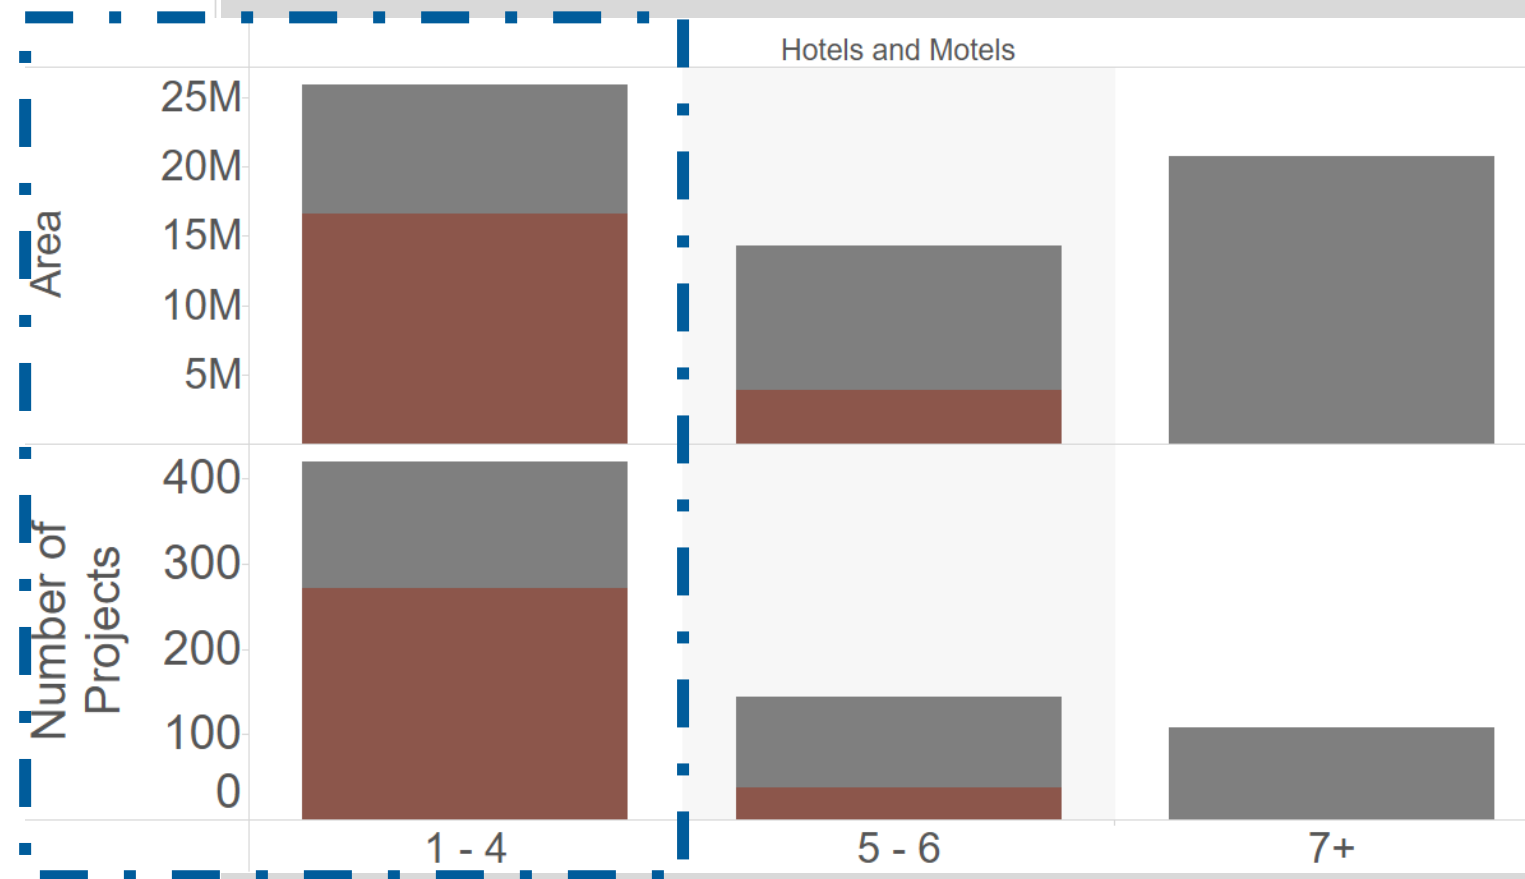 Hotels and Motels
25M
20M
15M
10M
5M
Area
400
300
200
100
0
Number of
Projects
1 - 4
5 - 6
7+